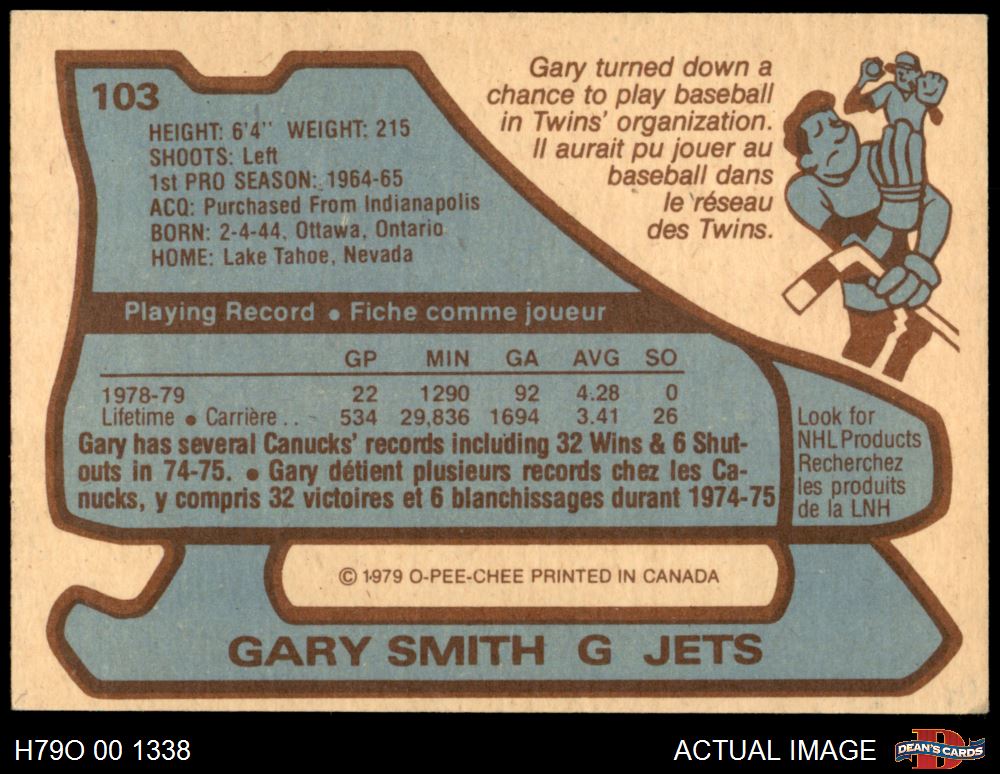 103
HEIGHT: 6'4" WEIGHT: 215
SHOOTS: Left
1st PRO SEASON: 1964-65
ACQ: Purchased From Indianapolis
BORN: 2-4-44, Ottawa, Ontario
HOME: Lake Tahoe, Nevada
Gary turned down a
chance to play baseball
in Twins' organization.
Il aurait pu jouer au
baseball dans
le réseau
des Twins.
Playing Record • Fiche comme joueur
GP MIN GA AVG SO
1978-79 22 1290 92 4.28 0
Lifetime • Carrière . . 534 29,836 1694 3.41 26
Gary has several Canucks' records including 32 Wins & 6 Shut-
outs in 74-75. • Gary détient plusieurs records chez les Ca-
nucks, y compris 32 victoires et 6 blanchissages durant 1974-75
Look for
NHL Products
Recherchez
les produits
de la LNH
© 1979 O-PEE-CHEE PRINTED IN CANADA
GARY SMITH G JETS
H79O 00 1338
ACTUAL IMAGE
DEAN'S CARDS